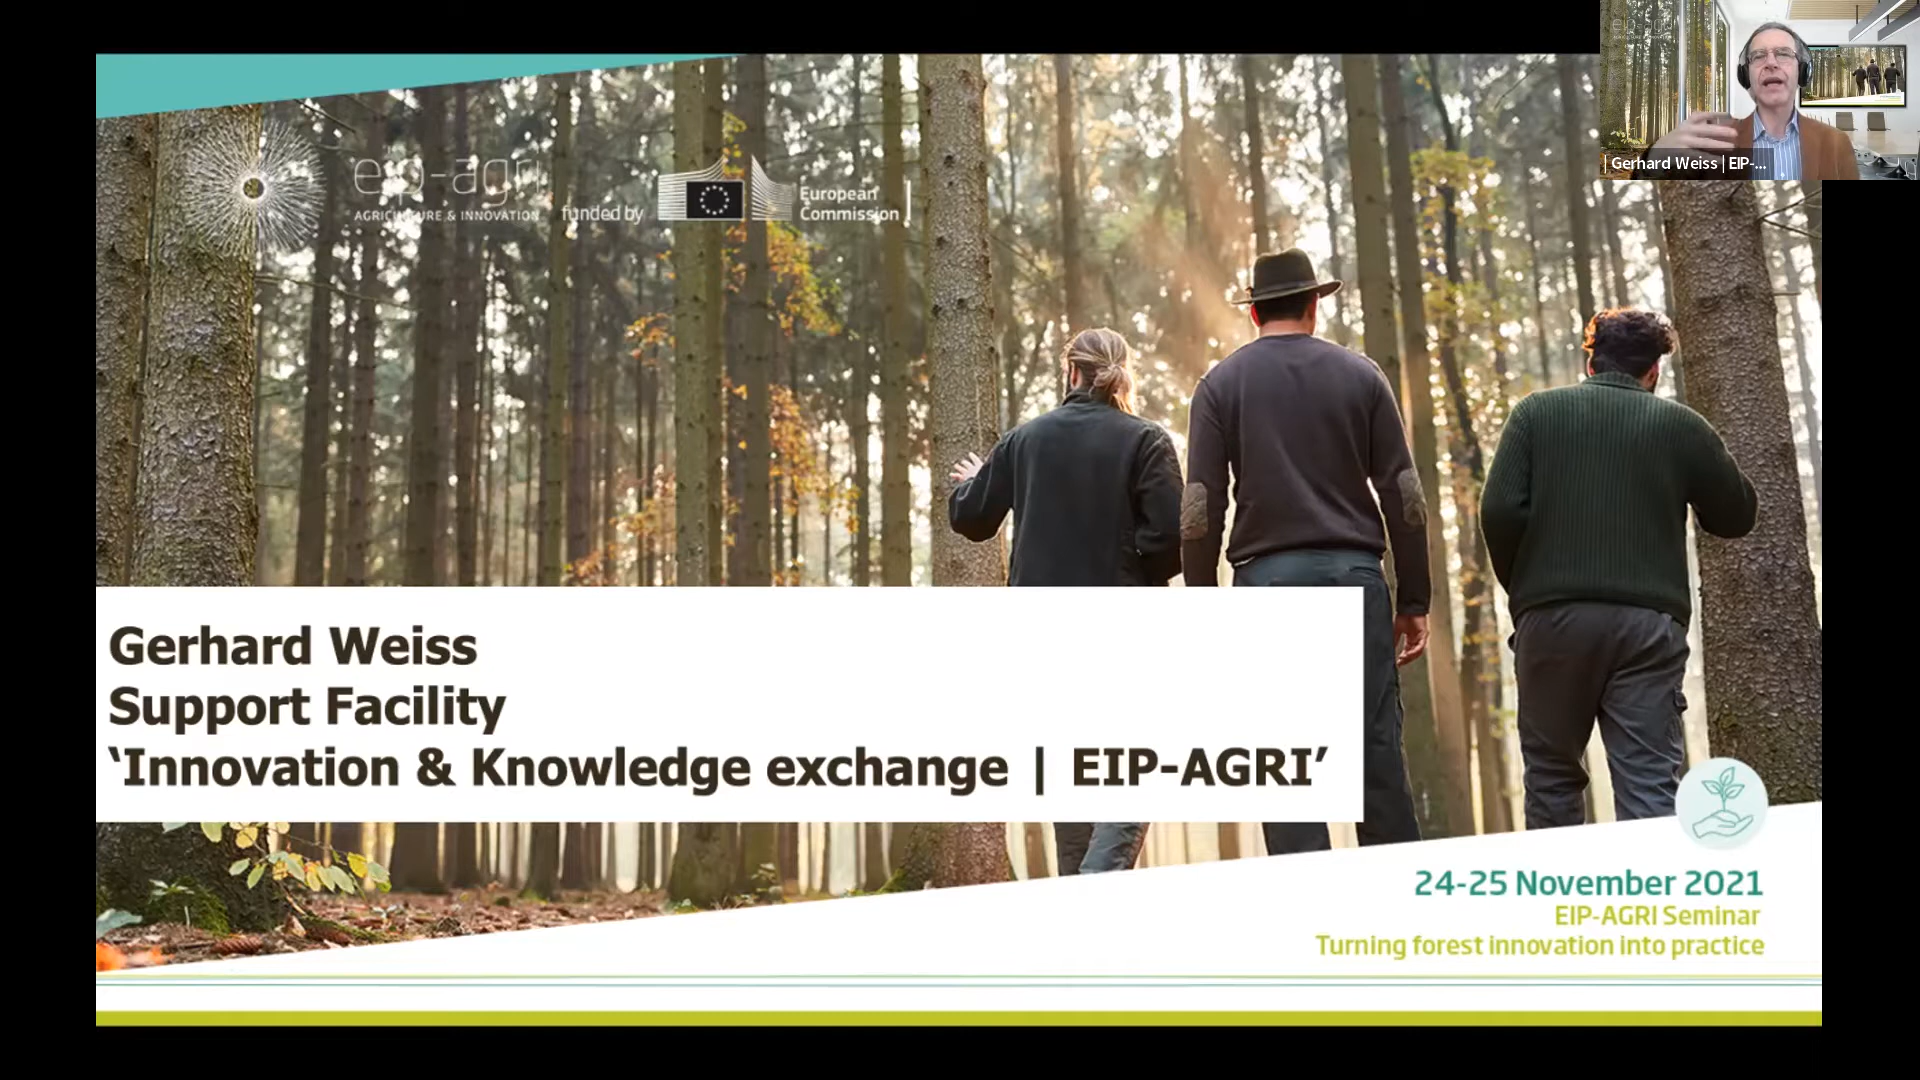 eip-agri
AGRICULTURE & INNOVATION
funded by
European
Commission
| Gerhard Weiss | EIP-...
Gerhard Weiss
Support Facility
‘Innovation & Knowledge exchange | EIP-AGRI’
24-25 November 2021
EIP-AGRI Seminar
Turning forest innovation into practice